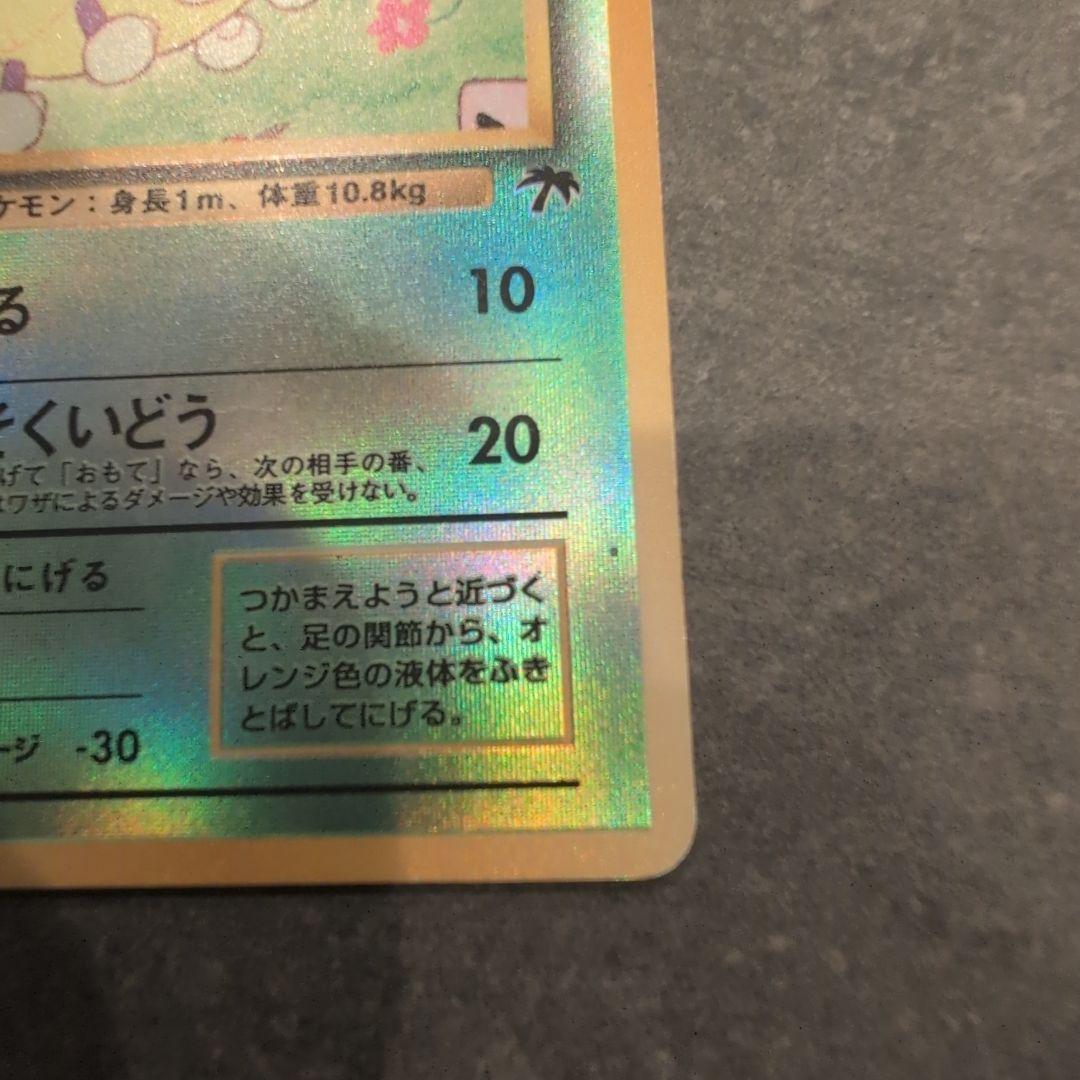 ケモン：身長1m、体重10.8kg
る 10
そくいどう 20
げて「おもて」なら、次の相手の番、
はワザによるダメージや効果を受けない。
にげる
つかまえようと近づく
と、足の関節から、オ
レンジ色の液体をふき
とばしてにげる。
ージ -30